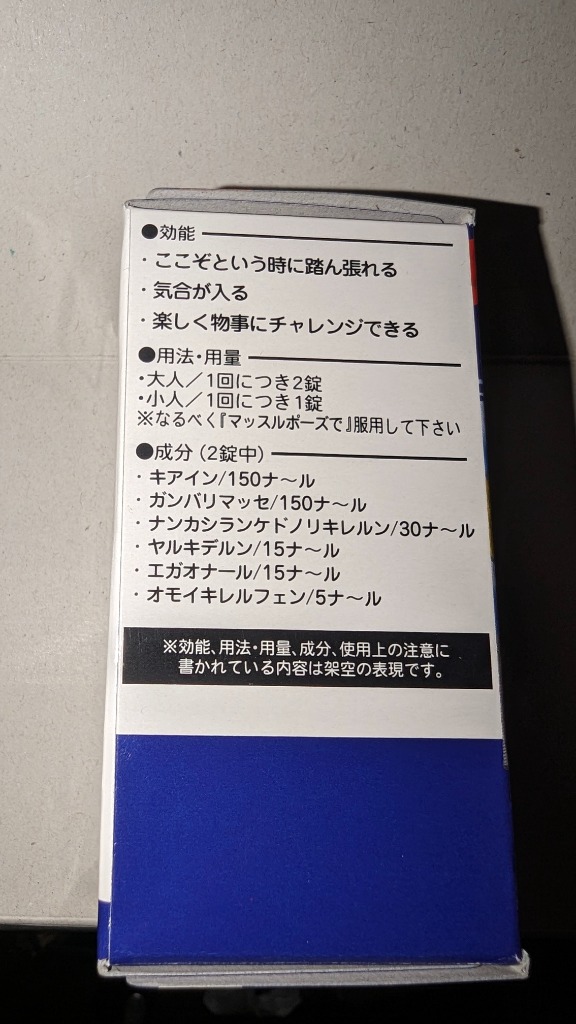 ●効能
・ここぞという時に踏ん張れる
・気合が入る
・楽しく物事にチャレンジできる
●用法・用量
・大人／1回につき2錠
・小人／1回につき1錠
※なるべく『マッスルポーズで』服用して下さい
●成分（2錠中）
・キアイン/150ナ〜ル
・ガンバリマッセ/150ナ〜ル
・ナンカシランケドノリキレルン/30ナ〜ル
・ヤルキデルン/15ナ〜ル
・エガオナール/15ナ〜ル
・オモイキレルフェン/5ナ〜ル
※効能、用法・用量、成分、使用上の注意に
書かれている内容は架空の表現です。